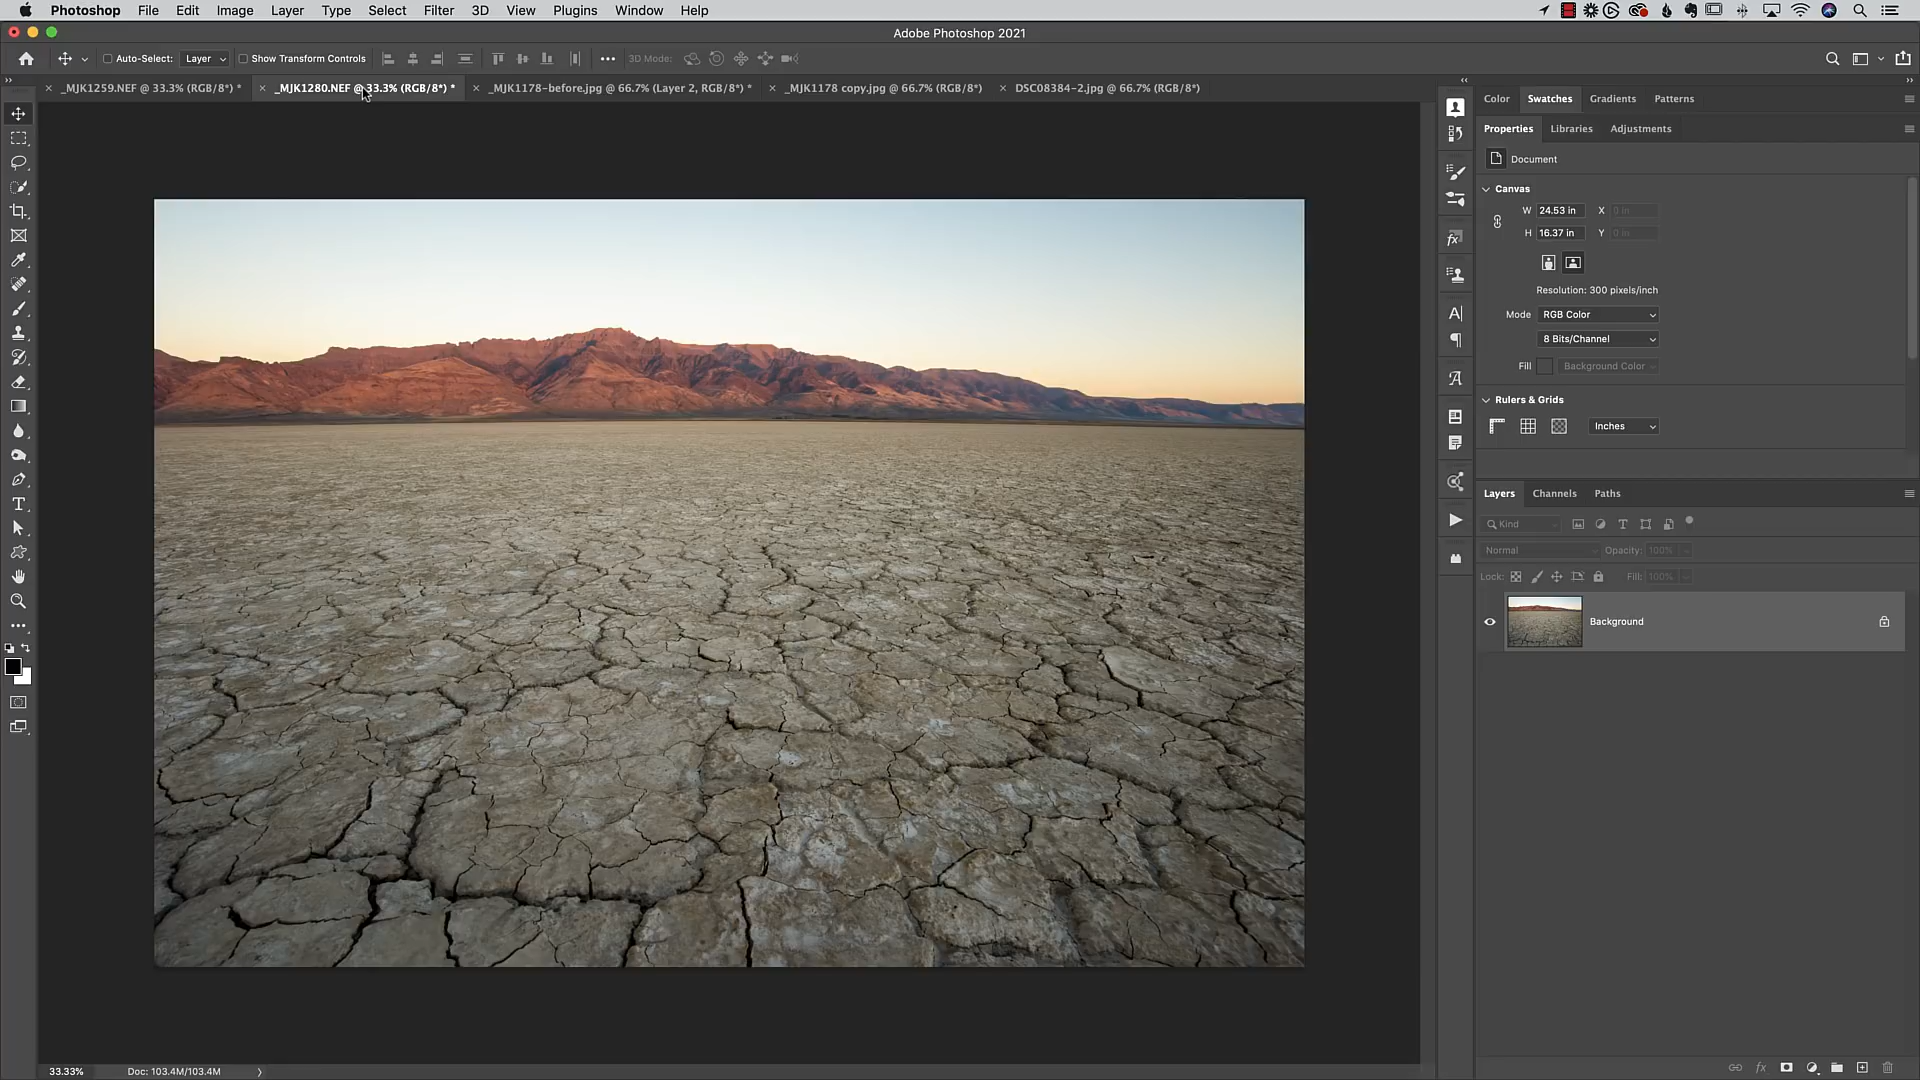 Photoshop File Edit Image Layer Type Select Filter 3D View Plugins Window Help
Adobe Photoshop 2021
Auto-Select: Layer Show Transform Controls 3D Mode:
_MJK1259.NEF @ 33.3% (RGB/8*) *
_MJK1280.NEF @ 33.3% (RGB/8*) *
_MJK1178-before.jpg @ 66.7% (Layer 2, RGB/8*) *
_MJK1178 copy.jpg @ 66.7% (RGB/8*)
DSC08384-2.jpg @ 66.7% (RGB/8*)
Color Swatches Gradients Patterns
Properties Libraries Adjustments
Document
Canvas
W 24.53 in X 0 in
H 16.37 in Y 0 in
Resolution: 300 pixels/inch
Mode RGB Color
8 Bits/Channel
Fill Background Color
Rulers & Grids
Inches
Layers Channels Paths
Kind
Normal Opacity: 100%
Lock: Fill: 100%
Background
33.33% Doc: 103.4M/103.4M